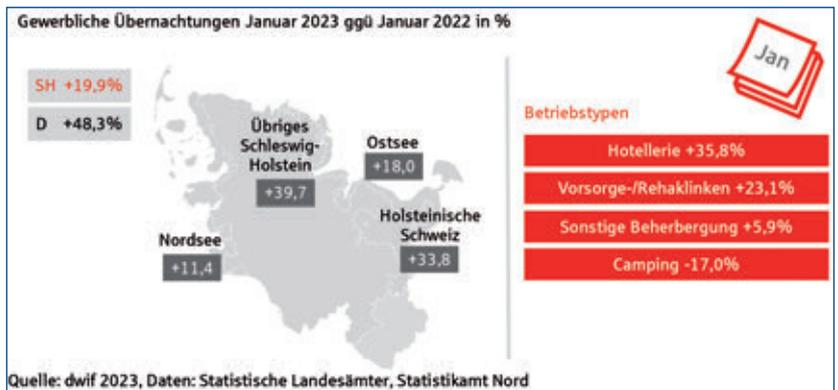 Gewerbliche Übernachtungen Januar 2023 ggü Januar 2022 in %
SH +19,9%
D +48,3%
Übriges
Schleswig-
Holstein
+39,7
Ostsee
+18,0
Holsteinische
Schweiz
+33,8
Nordsee
+11,4
Jan
Betriebstypen
Hotellerie +35,8%
Vorsorge-/Rehaklinken +23,1%
Sonstige Beherbergung +5,9%
Camping -17,0%
Quelle: dwif 2023, Daten: Statistische Landesämter, Statistikamt Nord